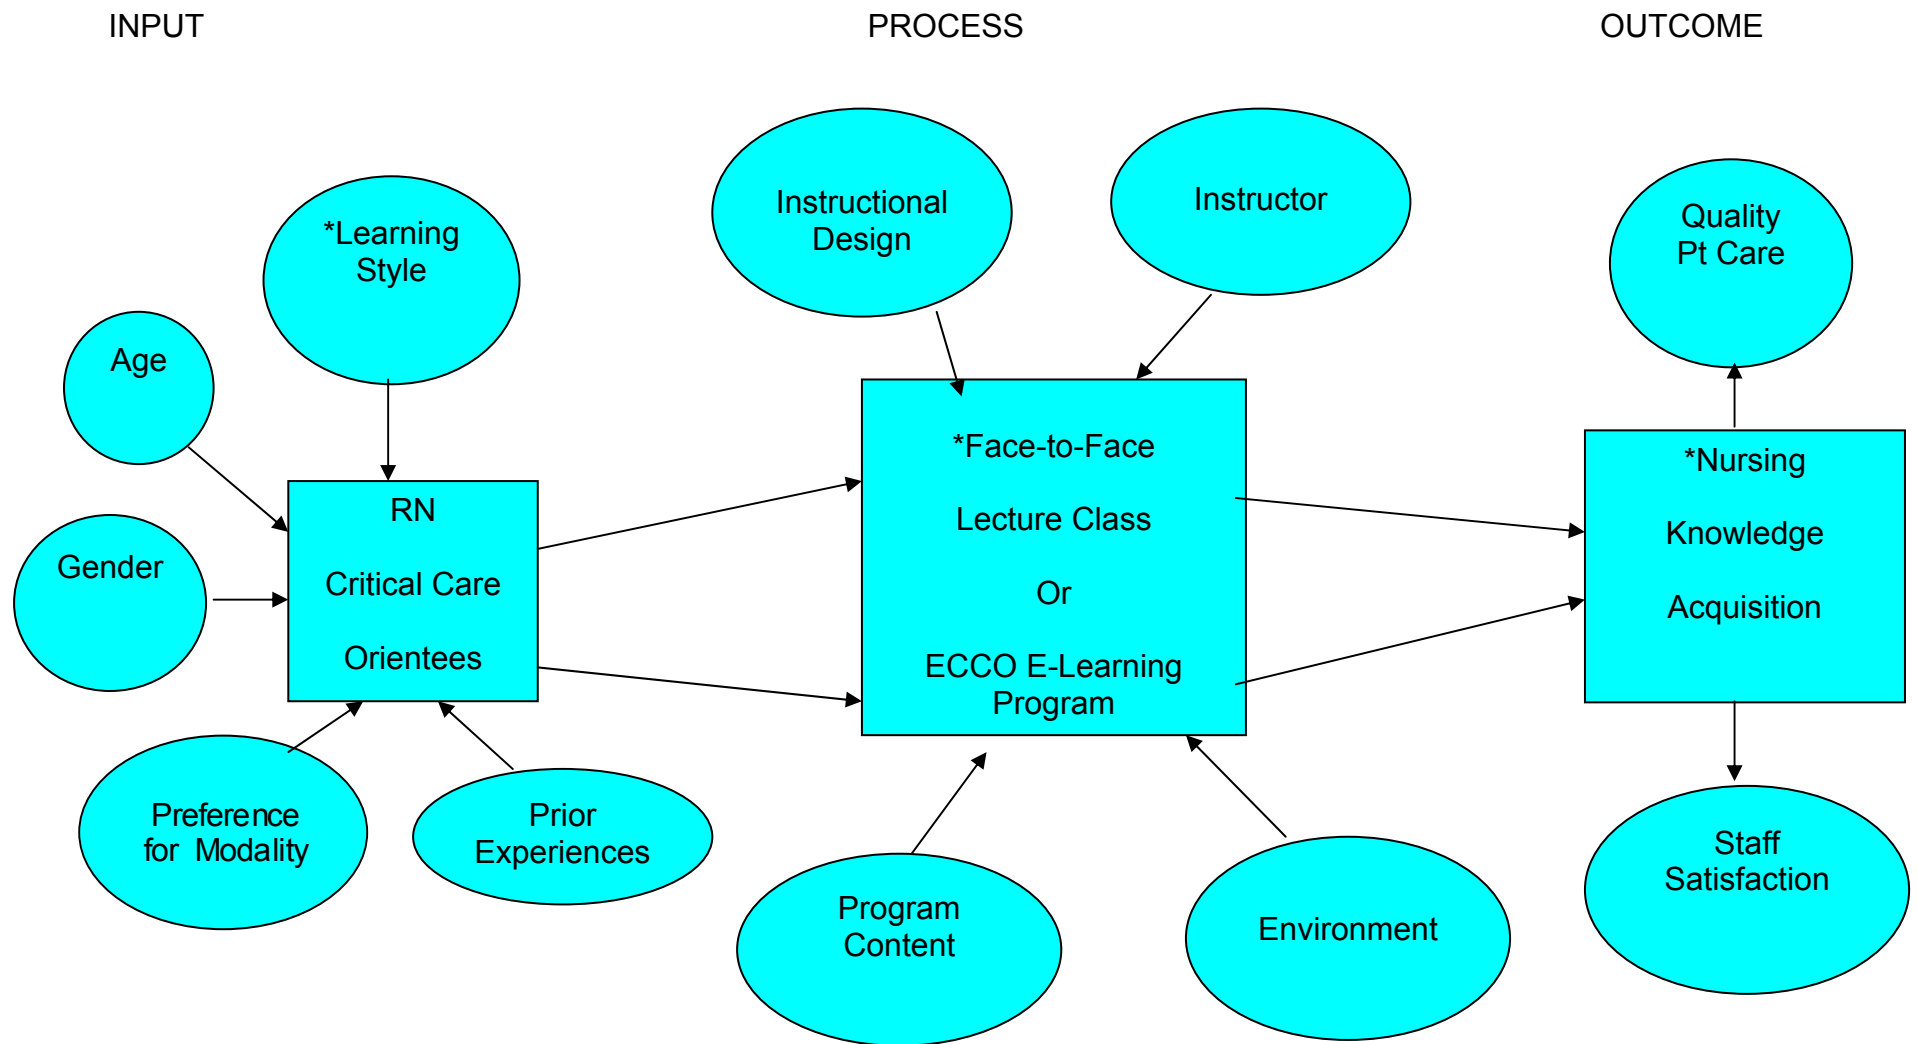 INPUT
PROCESS
OUTCOME
*Learning
Style
Age
Gender
RN
Critical Care
Orientees
Preference
for Modality
Prior
Experiences
Instructional
Design
Instructor
*Face-to-Face
Lecture Class
Or
ECCO E-Learning
Program
Program
Content
Environment
Quality
Pt Care
*Nursing
Knowledge
Acquisition
Staff
Satisfaction